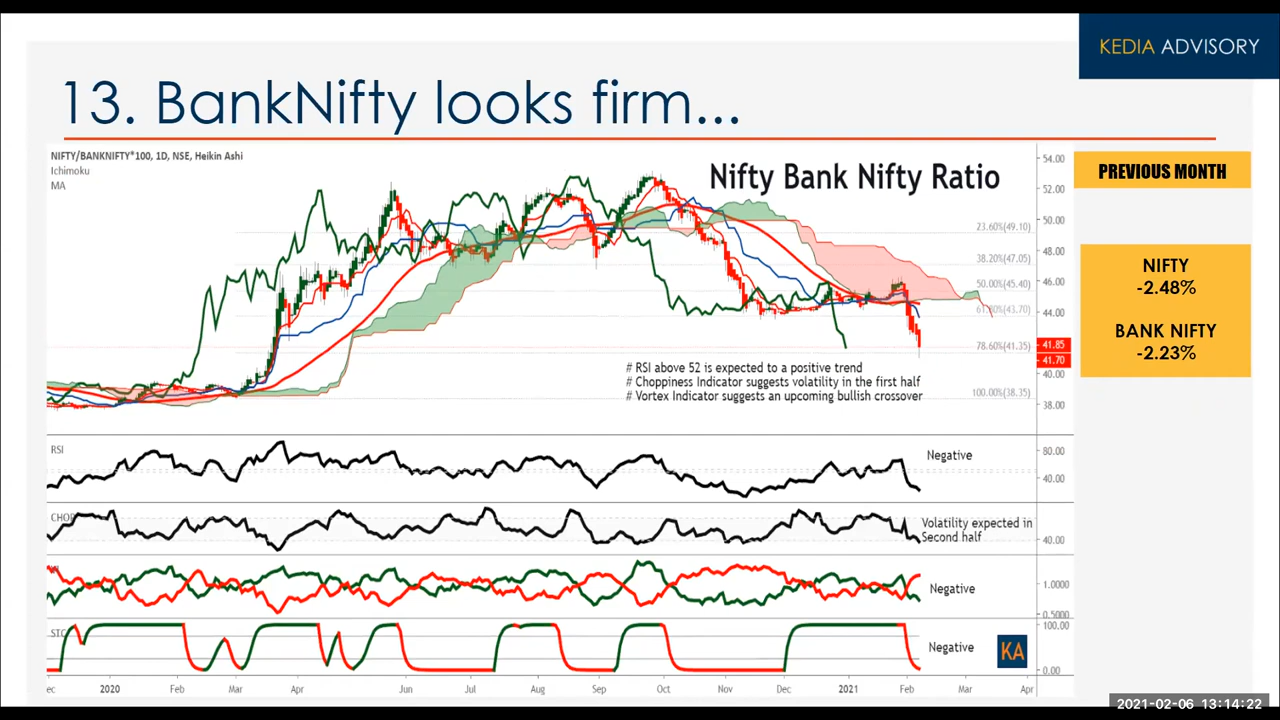 KEDIA ADVISORY
13. BankNifty looks firm...
NIFTY/BANKNIFTY*100, 1D, NSE, Heikin Ashi
Ichimoku
MA
Nifty Bank Nifty Ratio
54.00
52.00
50.00
48.00
46.00
44.00
41.85
41.70
40.00
38.00
23.60%(49.10)
38.20%(47.05)
50.00%(45.40)
61.80%(43.70)
78.60%(41.35)
100.00%(38.35)
# RSI above 52 is expected to a positive trend
# Choppiness Indicator suggests volatility in the first half
# Vortex Indicator suggests an upcoming bullish crossover
PREVIOUS MONTH
NIFTY
-2.48%
BANK NIFTY
-2.23%
RSI
Negative
80.00
40.00
CHOP
Volatility expected in
Second half
40.00
Negative
1.0000
0.5000
STC
Negative
KA
100.00
0.00
ec 2020 Feb Mar Apr Jun Jul Aug Sep Oct Nov Dec 2021 Feb Mar Apr
2021-02-06 13:14:22